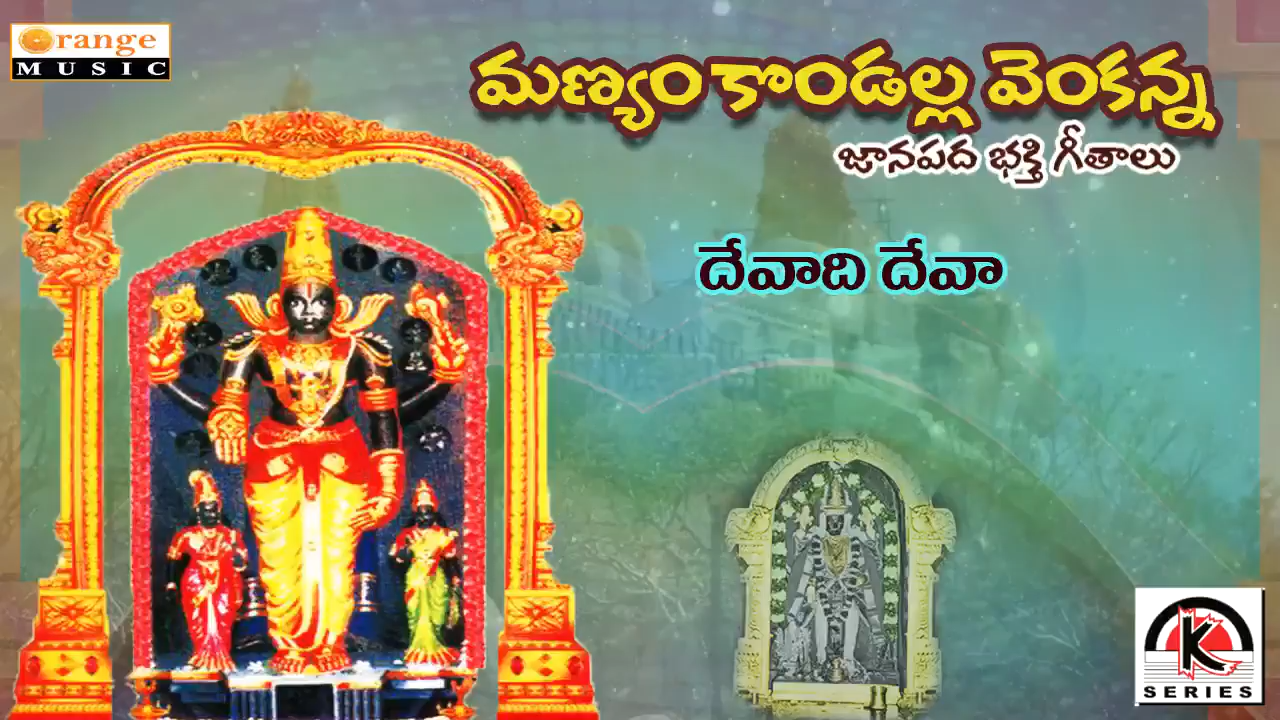 Orange
MUSIC
మణ్యం కొండల్ల వెంకన్న
జానపద భక్తి గీతాలు
దేవాది దేవా
K
SERIES